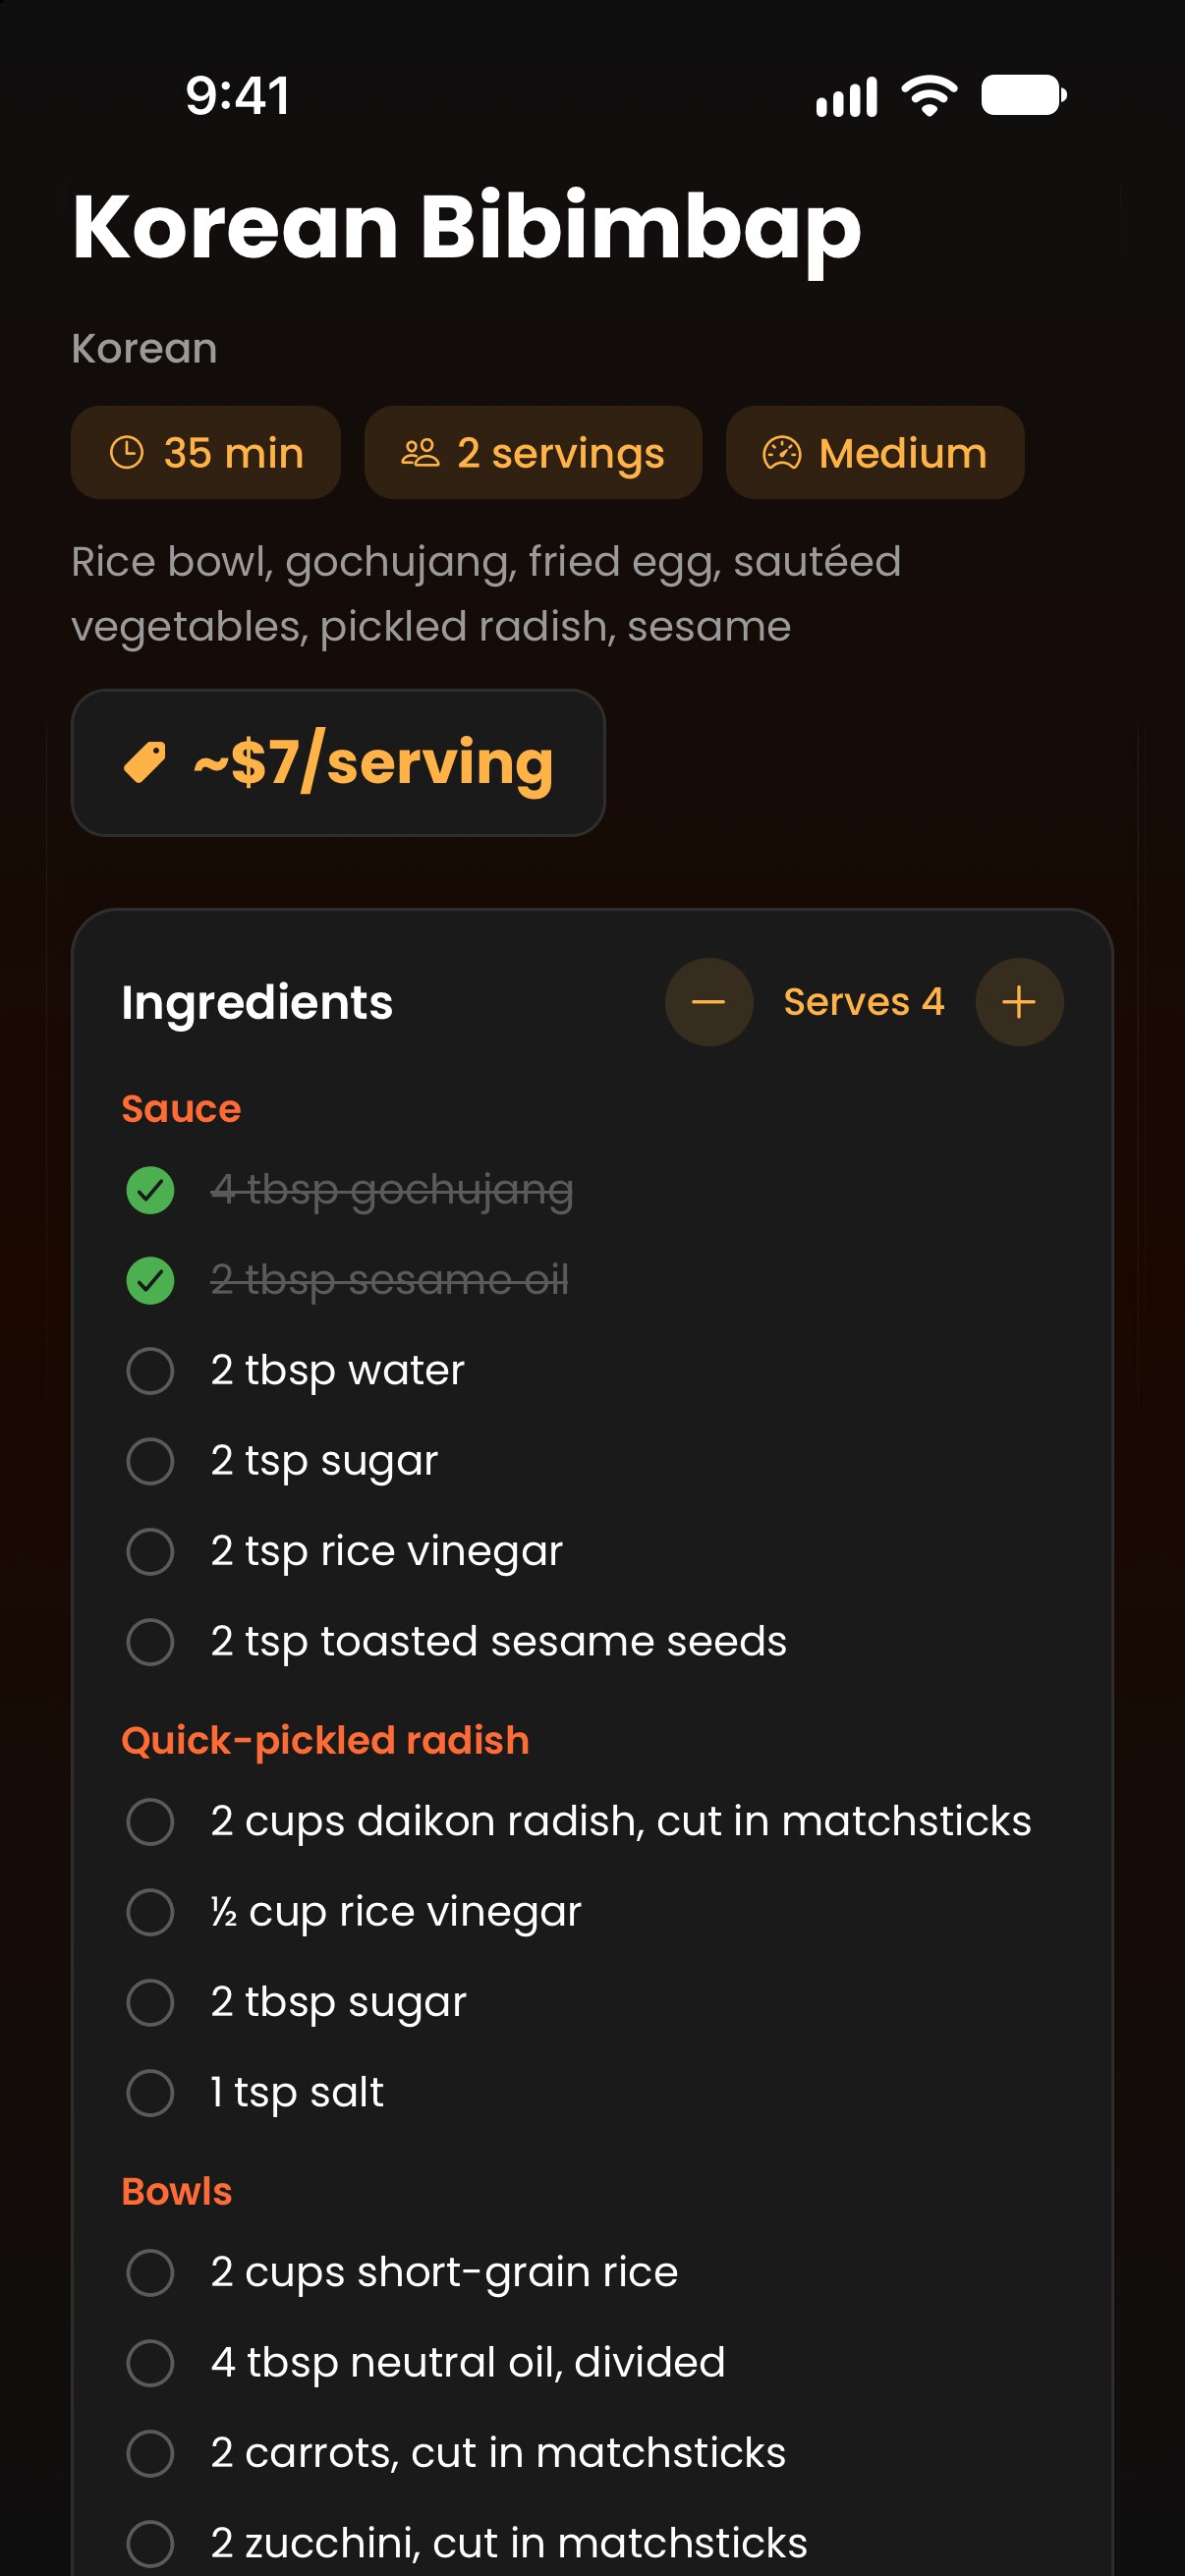 9:41
Korean Bibimbap
Korean
35 min
2 servings
Medium
Rice bowl, gochujang, fried egg, sautéed
vegetables, pickled radish, sesame
~$7/serving
Ingredients
Serves 4
Sauce
4 tbsp gochujang
2 tbsp sesame oil
2 tbsp water
2 tsp sugar
2 tsp rice vinegar
2 tsp toasted sesame seeds
Quick-pickled radish
2 cups daikon radish, cut in matchsticks
½ cup rice vinegar
2 tbsp sugar
1 tsp salt
Bowls
2 cups short-grain rice
4 tbsp neutral oil, divided
2 carrots, cut in matchsticks
2 zucchini, cut in matchsticks